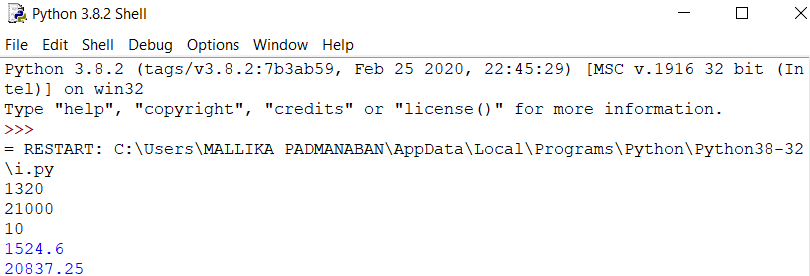 Python 3.8.2 Shell
File Edit Shell Debug Options Window Help
Python 3.8.2 (tags/v3.8.2:7b3ab59, Feb 25 2020, 22:45:29) [MSC v.1916 32 bit (In
tel)] on win32
Type "help", "copyright", "credits" or "license()" for more information.
>>>
= RESTART: C:\Users\MALLIKA PADMANABAN\AppData\Local\Programs\Python\Python38-32
\i.py
1320
21000
10
1524.6
20837.25